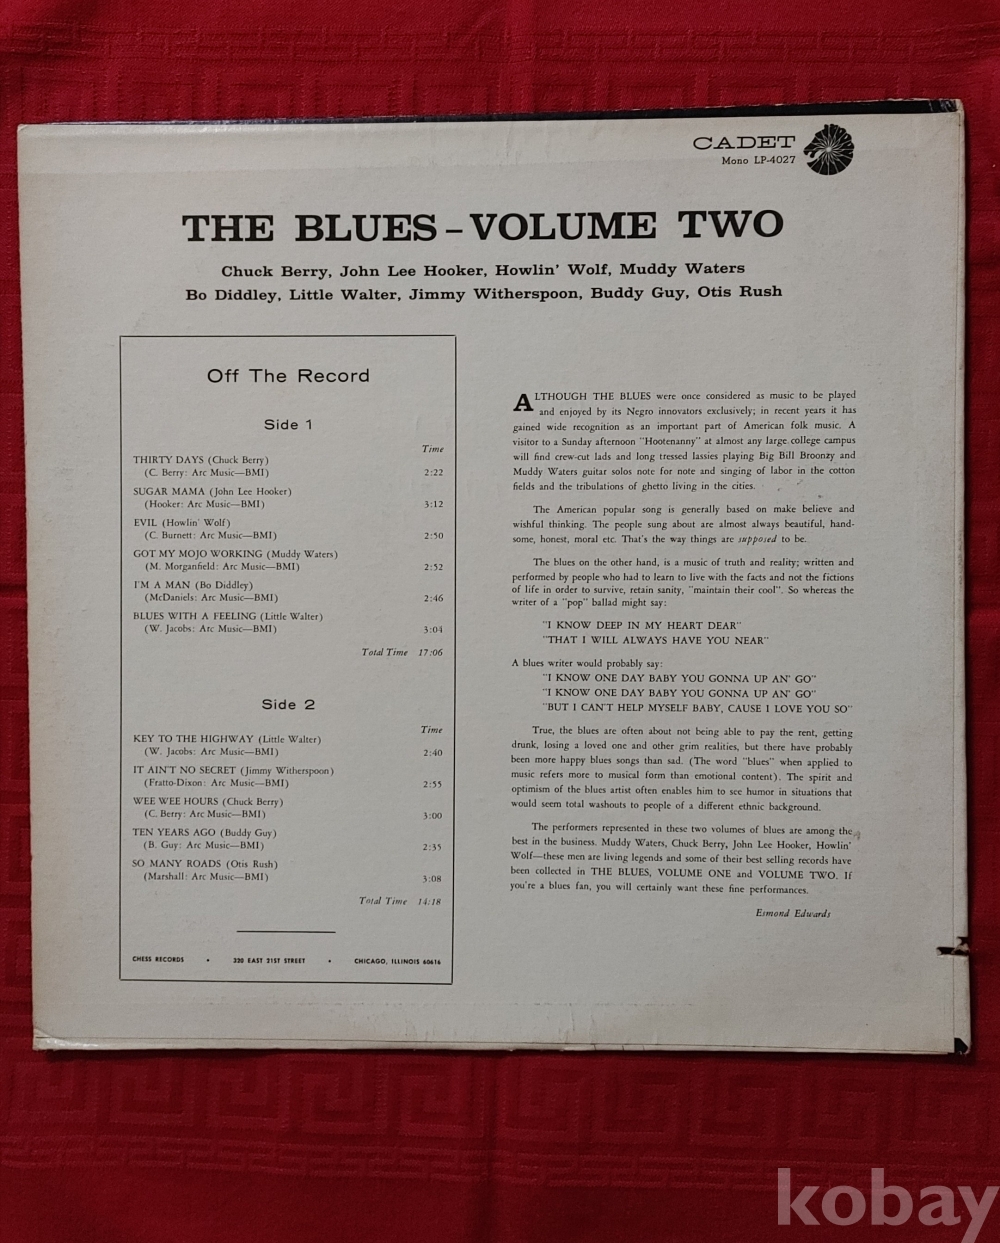 CADET
Mono LP-4027
THE BLUES – VOLUME TWO
Chuck Berry, John Lee Hooker, Howlin' Wolf, Muddy Waters
Bo Diddley, Little Walter, Jimmy Witherspoon, Buddy Guy, Otis Rush
Off The Record
Side 1
Time
THIRTY DAYS (Chuck Berry)
(C. Berry: Arc Music—BMI) 2:22
SUGAR MAMA (John Lee Hooker)
(Hooker: Arc Music—BMI) 3:12
EVIL (Howlin' Wolf)
(C. Burnett: Arc Music—BMI) 2:50
GOT MY MOJO WORKING (Muddy Waters)
(M. Morganfield: Arc Music—BMI) 2:52
I'M A MAN (Bo Diddley)
(McDaniels: Arc Music—BMI) 2:46
BLUES WITH A FEELING (Little Walter)
(W. Jacobs: Arc Music—BMI) 3:04
Total Time 17:06
Side 2
Time
KEY TO THE HIGHWAY (Little Walter)
(W. Jacobs: Arc Music—BMI) 2:40
IT AIN'T NO SECRET (Jimmy Witherspoon)
(Fratto-Dixon: Arc Music—BMI) 2:55
WEE WEE HOURS (Chuck Berry)
(C. Berry: Arc Music—BMI) 3:00
TEN YEARS AGO (Buddy Guy)
(B. Guy: Arc Music—BMI) 2:35
SO MANY ROADS (Otis Rush)
(Marshall: Arc Music—BMI) 3:08
Total Time 14:18
CHESS RECORDS • 320 EAST 21ST STREET • CHICAGO, ILLINOIS 60616
ALTHOUGH THE BLUES were once considered as music to be played
and enjoyed by its Negro innovators exclusively; in recent years it has
gained wide recognition as an important part of American folk music. A
visitor to a Sunday afternoon "Hootenanny" at almost any large college campus
will find crew-cut lads and long tressed lassies playing Big Bill Broonzy and
Muddy Waters guitar solos note for note and singing of labor in the cotton
fields and the tribulations of ghetto living in the cities.
The American popular song is generally based on make believe and
wishful thinking. The people sung about are almost always beautiful, hand-
some, honest, moral etc. That's the way things are supposed to be.
The blues on the other hand, is a music of truth and reality; written and
performed by people who had to learn to live with the facts and not the fictions
of life in order to survive, retain sanity, "maintain their cool". So whereas the
writer of a "pop" ballad might say:
"I KNOW DEEP IN MY HEART DEAR"
"THAT I WILL ALWAYS HAVE YOU NEAR"
A blues writer would probably say:
"I KNOW ONE DAY BABY YOU GONNA UP AN' GO"
"I KNOW ONE DAY BABY YOU GONNA UP AN' GO"
"BUT I CAN'T HELP MYSELF BABY, CAUSE I LOVE YOU SO"
True, the blues are often about not being able to pay the rent, getting
drunk, losing a loved one and other grim realities, but there have probably
been more happy blues songs than sad. (The word "blues" when applied to
music refers more to musical form than emotional content). The spirit and
optimism of the blues artist often enables him to see humor in situations that
would seem total washouts to people of a different ethnic background.
The performers represented in these two volumes of blues are among the
best in the business. Muddy Waters, Chuck Berry, John Lee Hooker, Howlin'
Wolf—these men are living legends and some of their best selling records have
been collected in THE BLUES, VOLUME ONE and VOLUME TWO. If
you're a blues fan, you will certainly want these fine performances.
Esmond Edwards
kobay